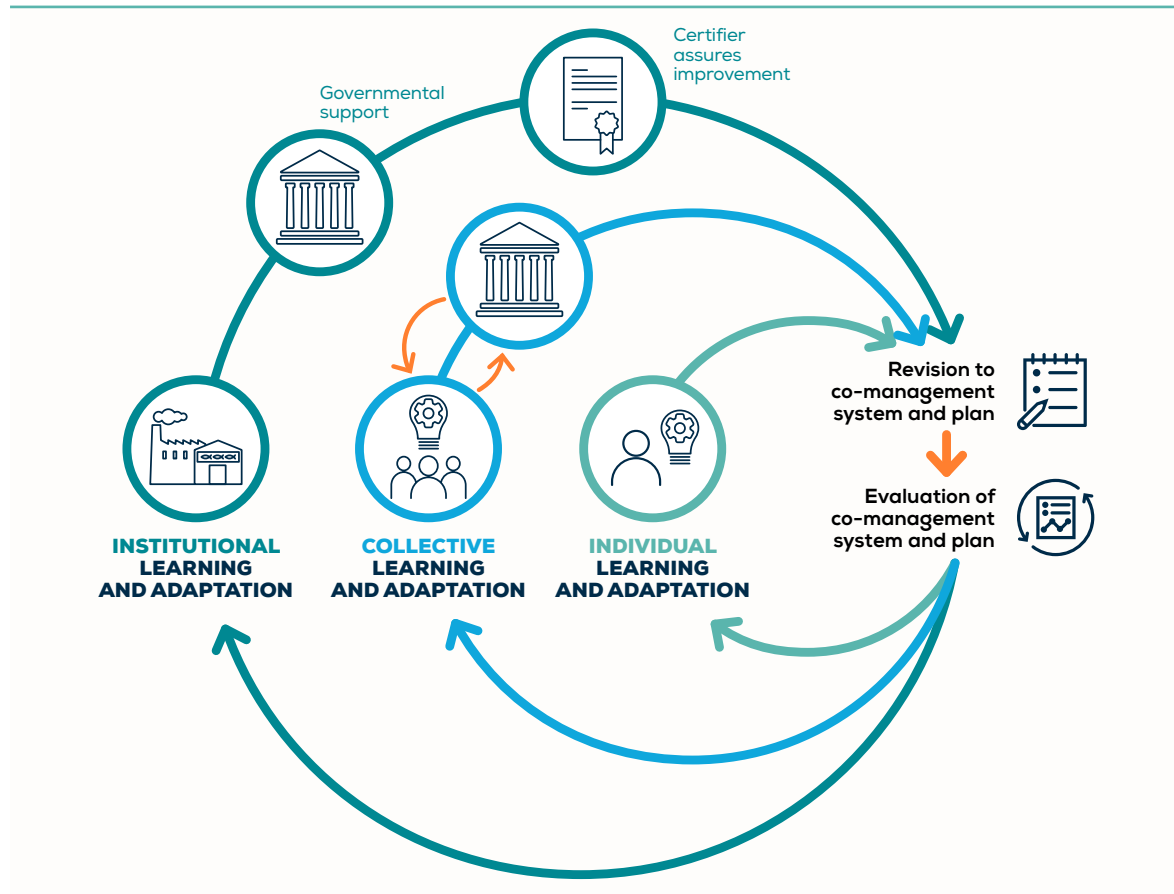 Certifier
assures
improvement
Governmental
support
Revision to
co-management
system and plan
Evaluation of
co-management
system and plan
INSTITUTIONAL
LEARNING
AND ADAPTATION
COLLECTIVE
LEARNING
AND ADAPTATION
INDIVIDUAL
LEARNING
AND ADAPTATION